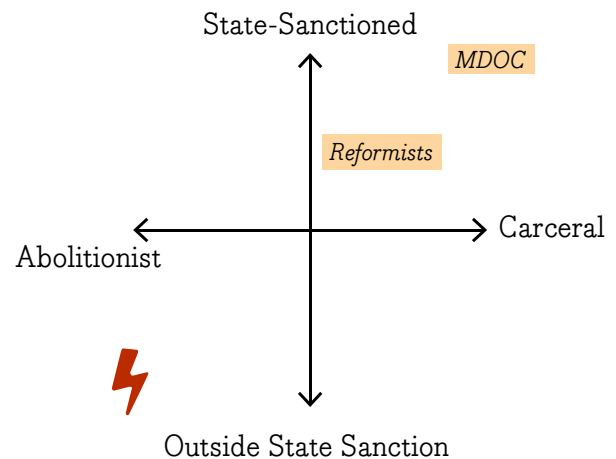 State-Sanctioned
MDOC
Reformists
Carceral
Abolitionist
Outside State Sanction